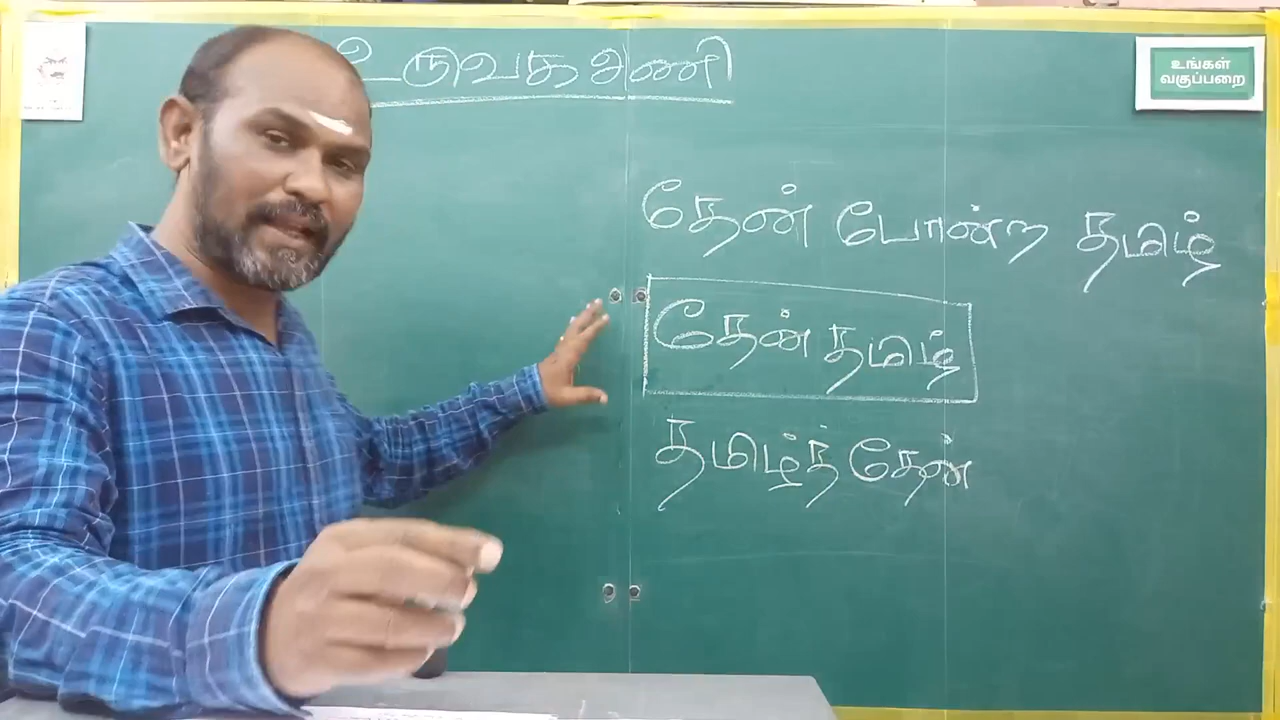 உருவக அணி
உங்கள்
வகுப்பறை
தேன் போன்ற தமிழ்
தேன் தமிழ்
தமிழ்த் தேன்